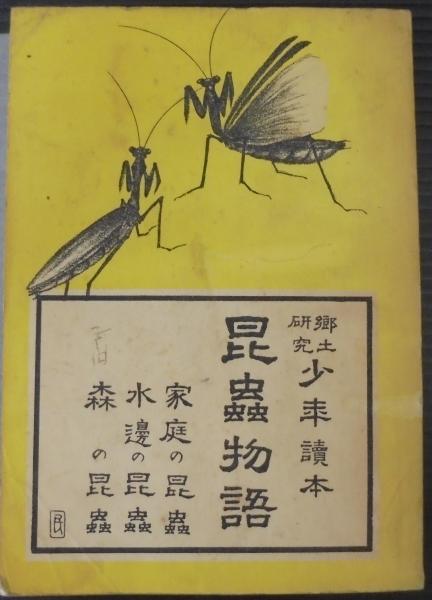 郷土研究 少年讀本
昆蟲物語
家庭の昆蟲
水邊の昆蟲
森の昆蟲